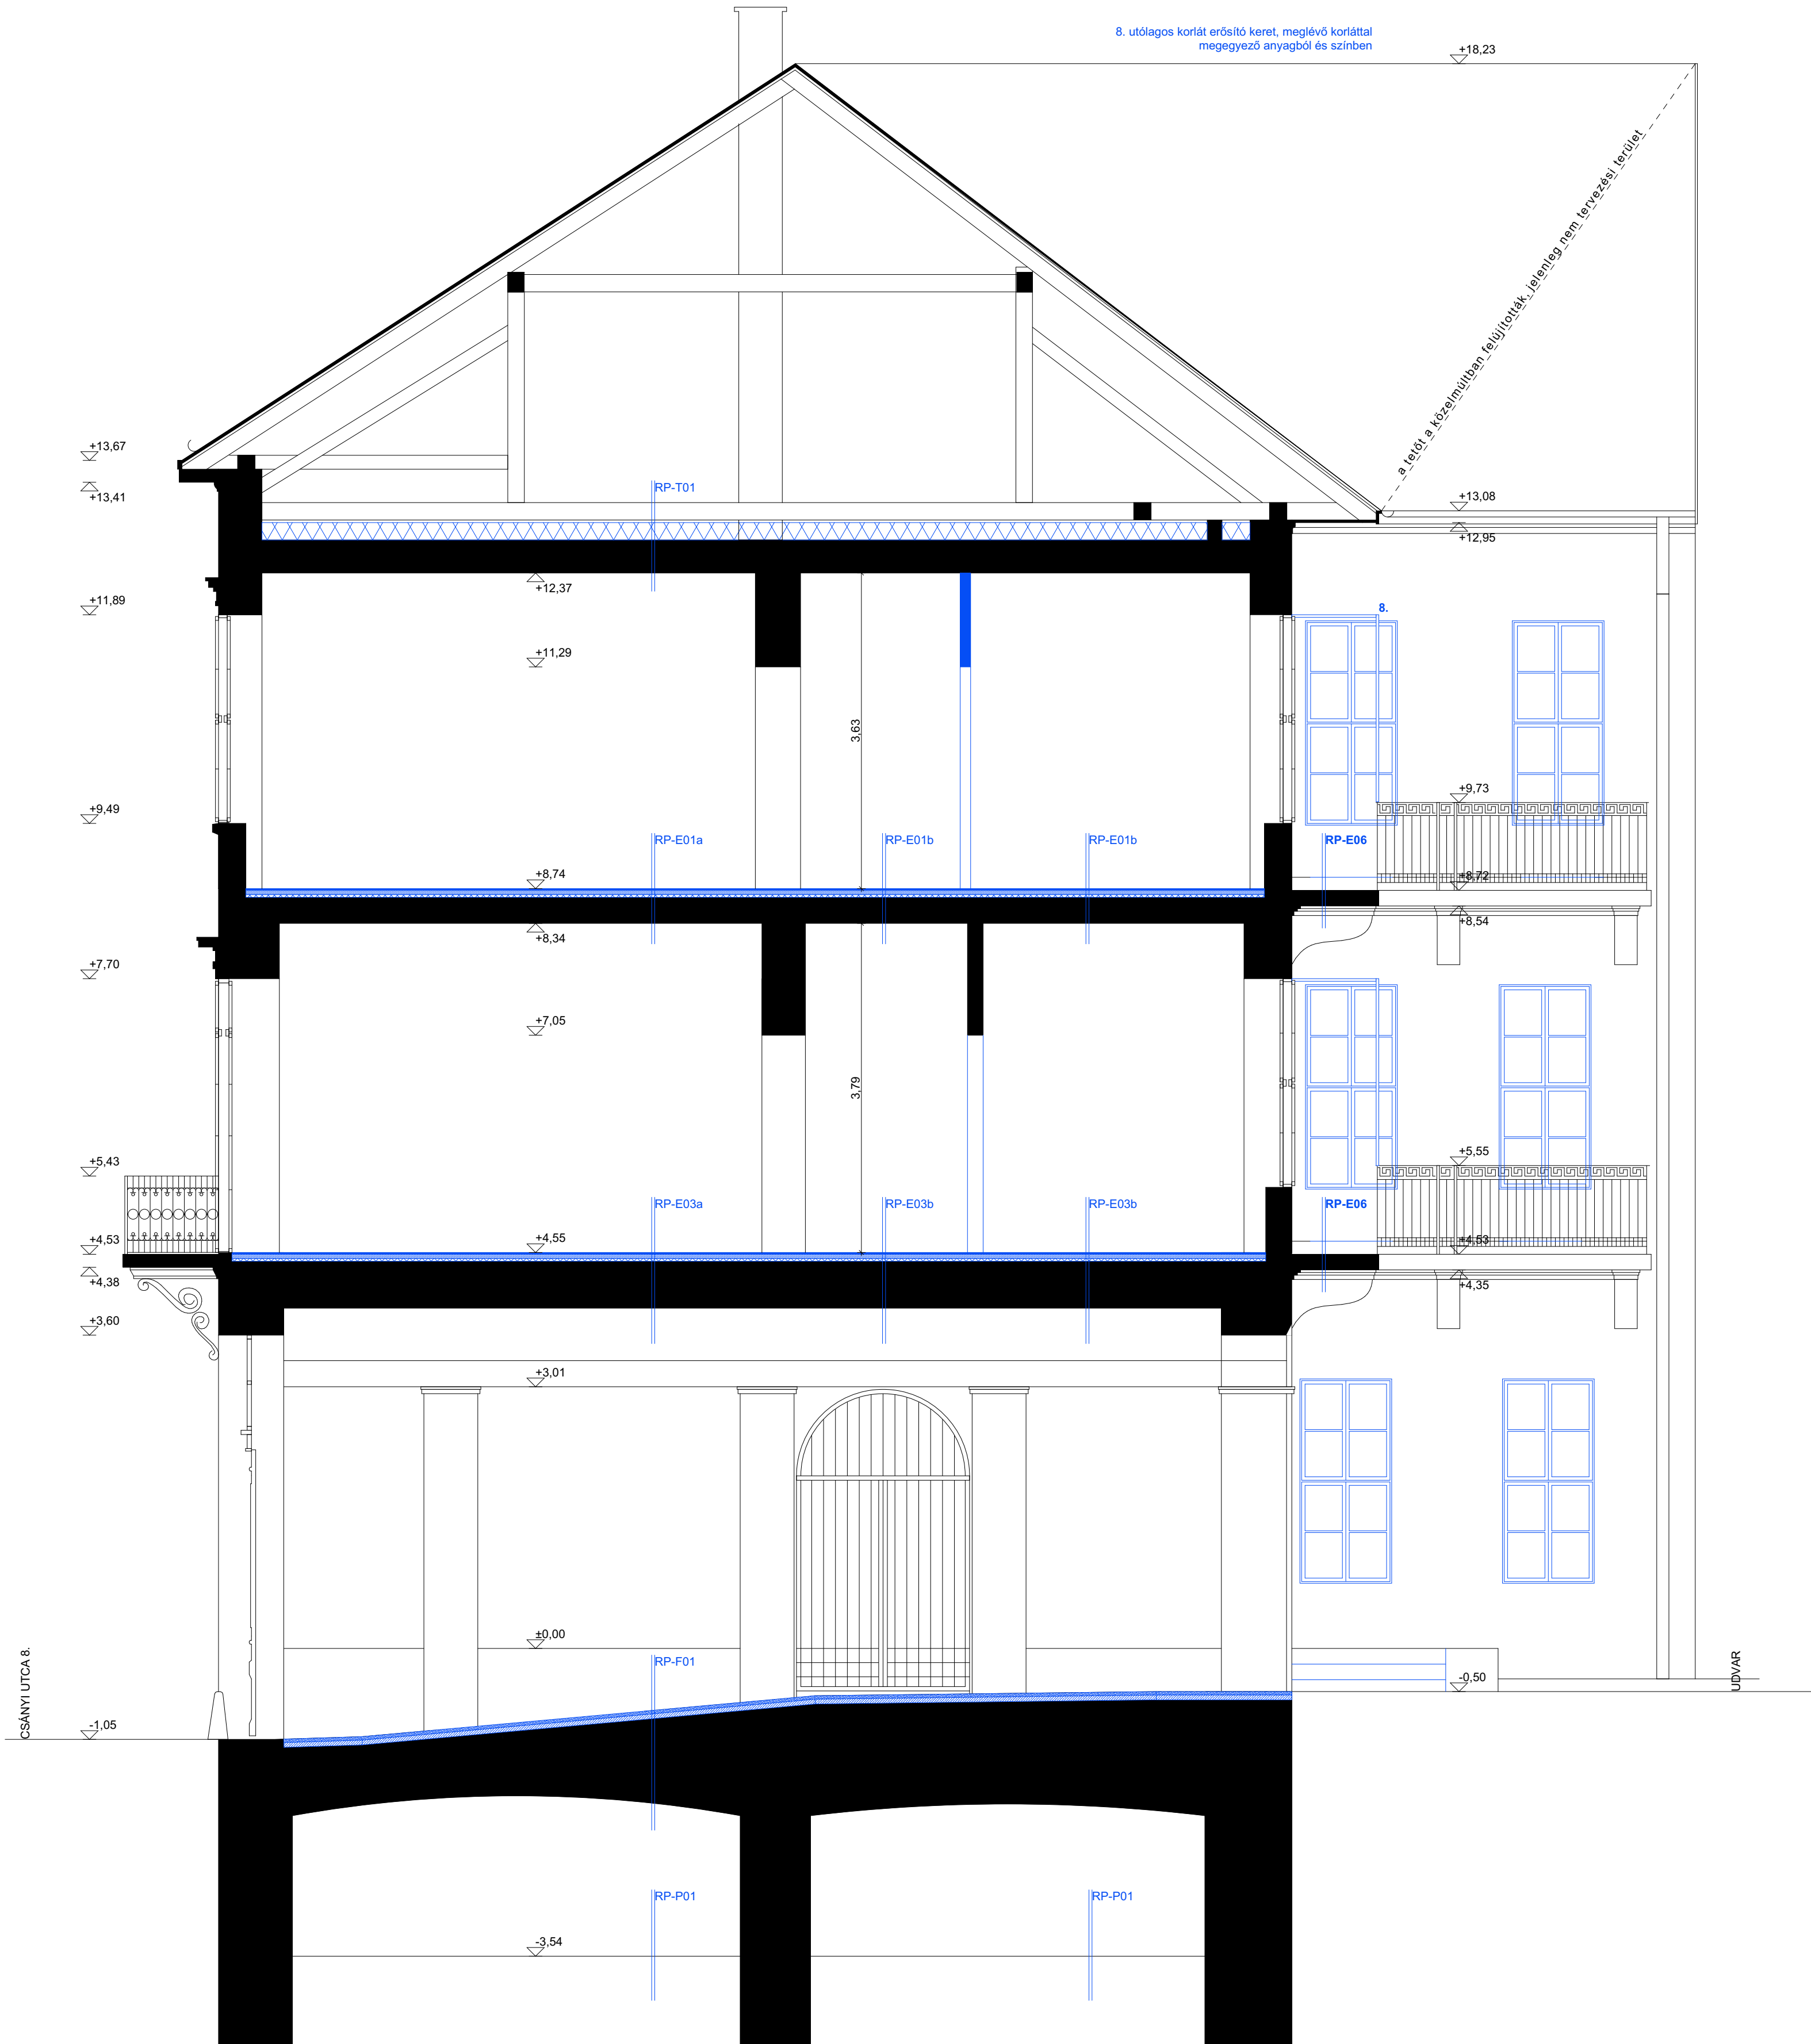 8. utólagos korlát erősítő keret, meglévő korláttal
megegyező anyagból és színben
+18,23
a tetőt a közelmúltban felújították, jelenleg nem tervezési terület
+13,67
+13,41
RP-T01
+13,08
+12,95
+12,37
+11,89
8.
+11,29
3,63
+9,73
+9,49
RP-E01a
RP-E01b
RP-E01b
RP-E06
+8,74
+8,72
+8,54
+8,34
+7,70
+7,05
3,79
+5,55
+5,43
RP-E03a
RP-E03b
RP-E03b
RP-E06
+4,53
+4,55
+4,53
+4,38
+4,35
+3,60
+3,01
±0,00
RP-F01
-0,50
CSÁNYI UTCA 8.
UDVAR
-1,05
RP-P01
RP-P01
-3,54